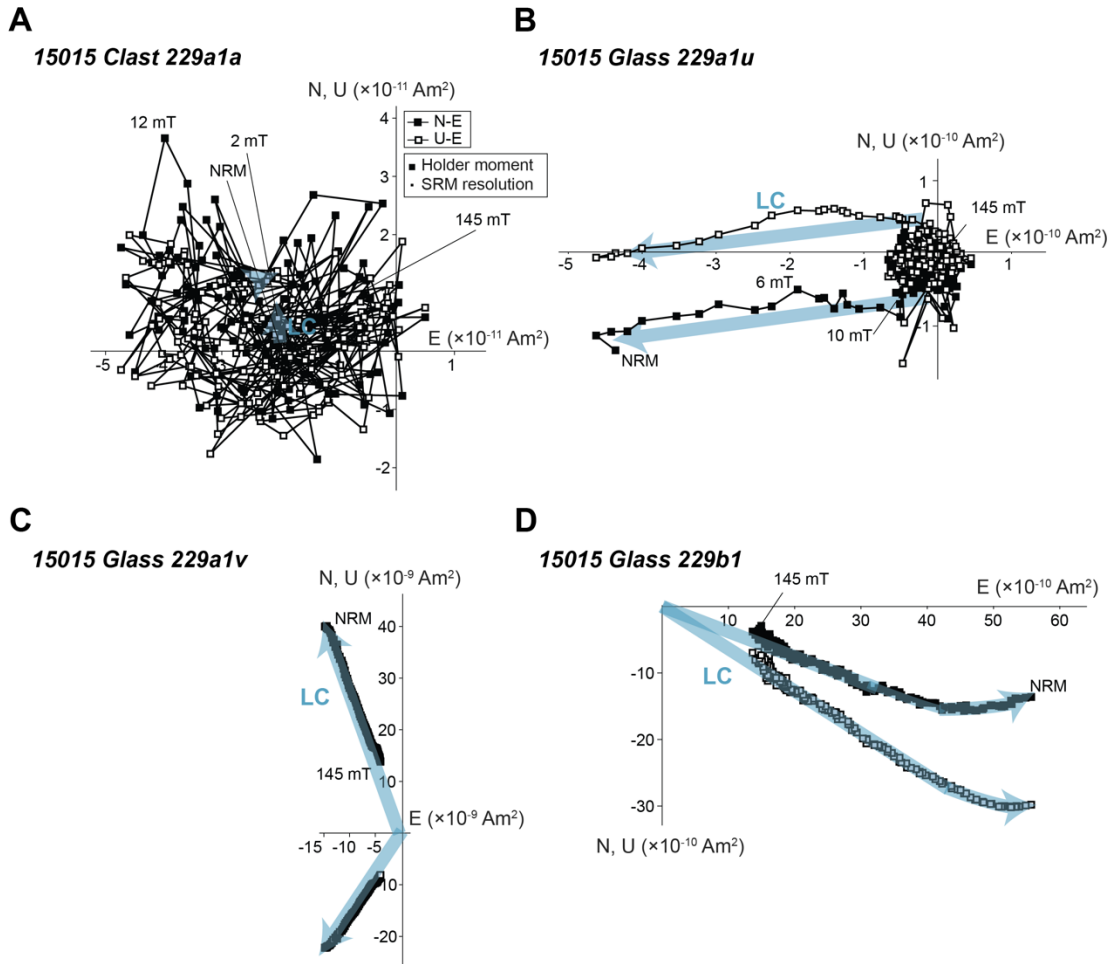 A
15015 Clast 229a1a
N, U (×10⁻¹¹ Am²)
4
3
2
-1
-2
-5
1
E (×10⁻¹¹ Am²)
12 mT
2 mT
NRM
145 mT
LC
N-E
U-E
Holder moment
SRM resolution
B
15015 Glass 229a1u
N, U (×10⁻¹⁰ Am²)
1
LC
145 mT
E (×10⁻¹⁰ Am²)
-5
-4
-3
-2
-1
1
6 mT
10 mT
-1
NRM
C
15015 Glass 229a1v
N, U (×10⁻⁹ Am²)
NRM
40
30
20
10
LC
145 mT
E (×10⁻⁹ Am²)
-15
-10
-5
-10
-20
D
15015 Glass 229b1
145 mT
E (×10⁻¹⁰ Am²)
10
20
30
40
50
60
-10
-20
-30
LC
NRM
N, U (×10⁻¹⁰ Am²)